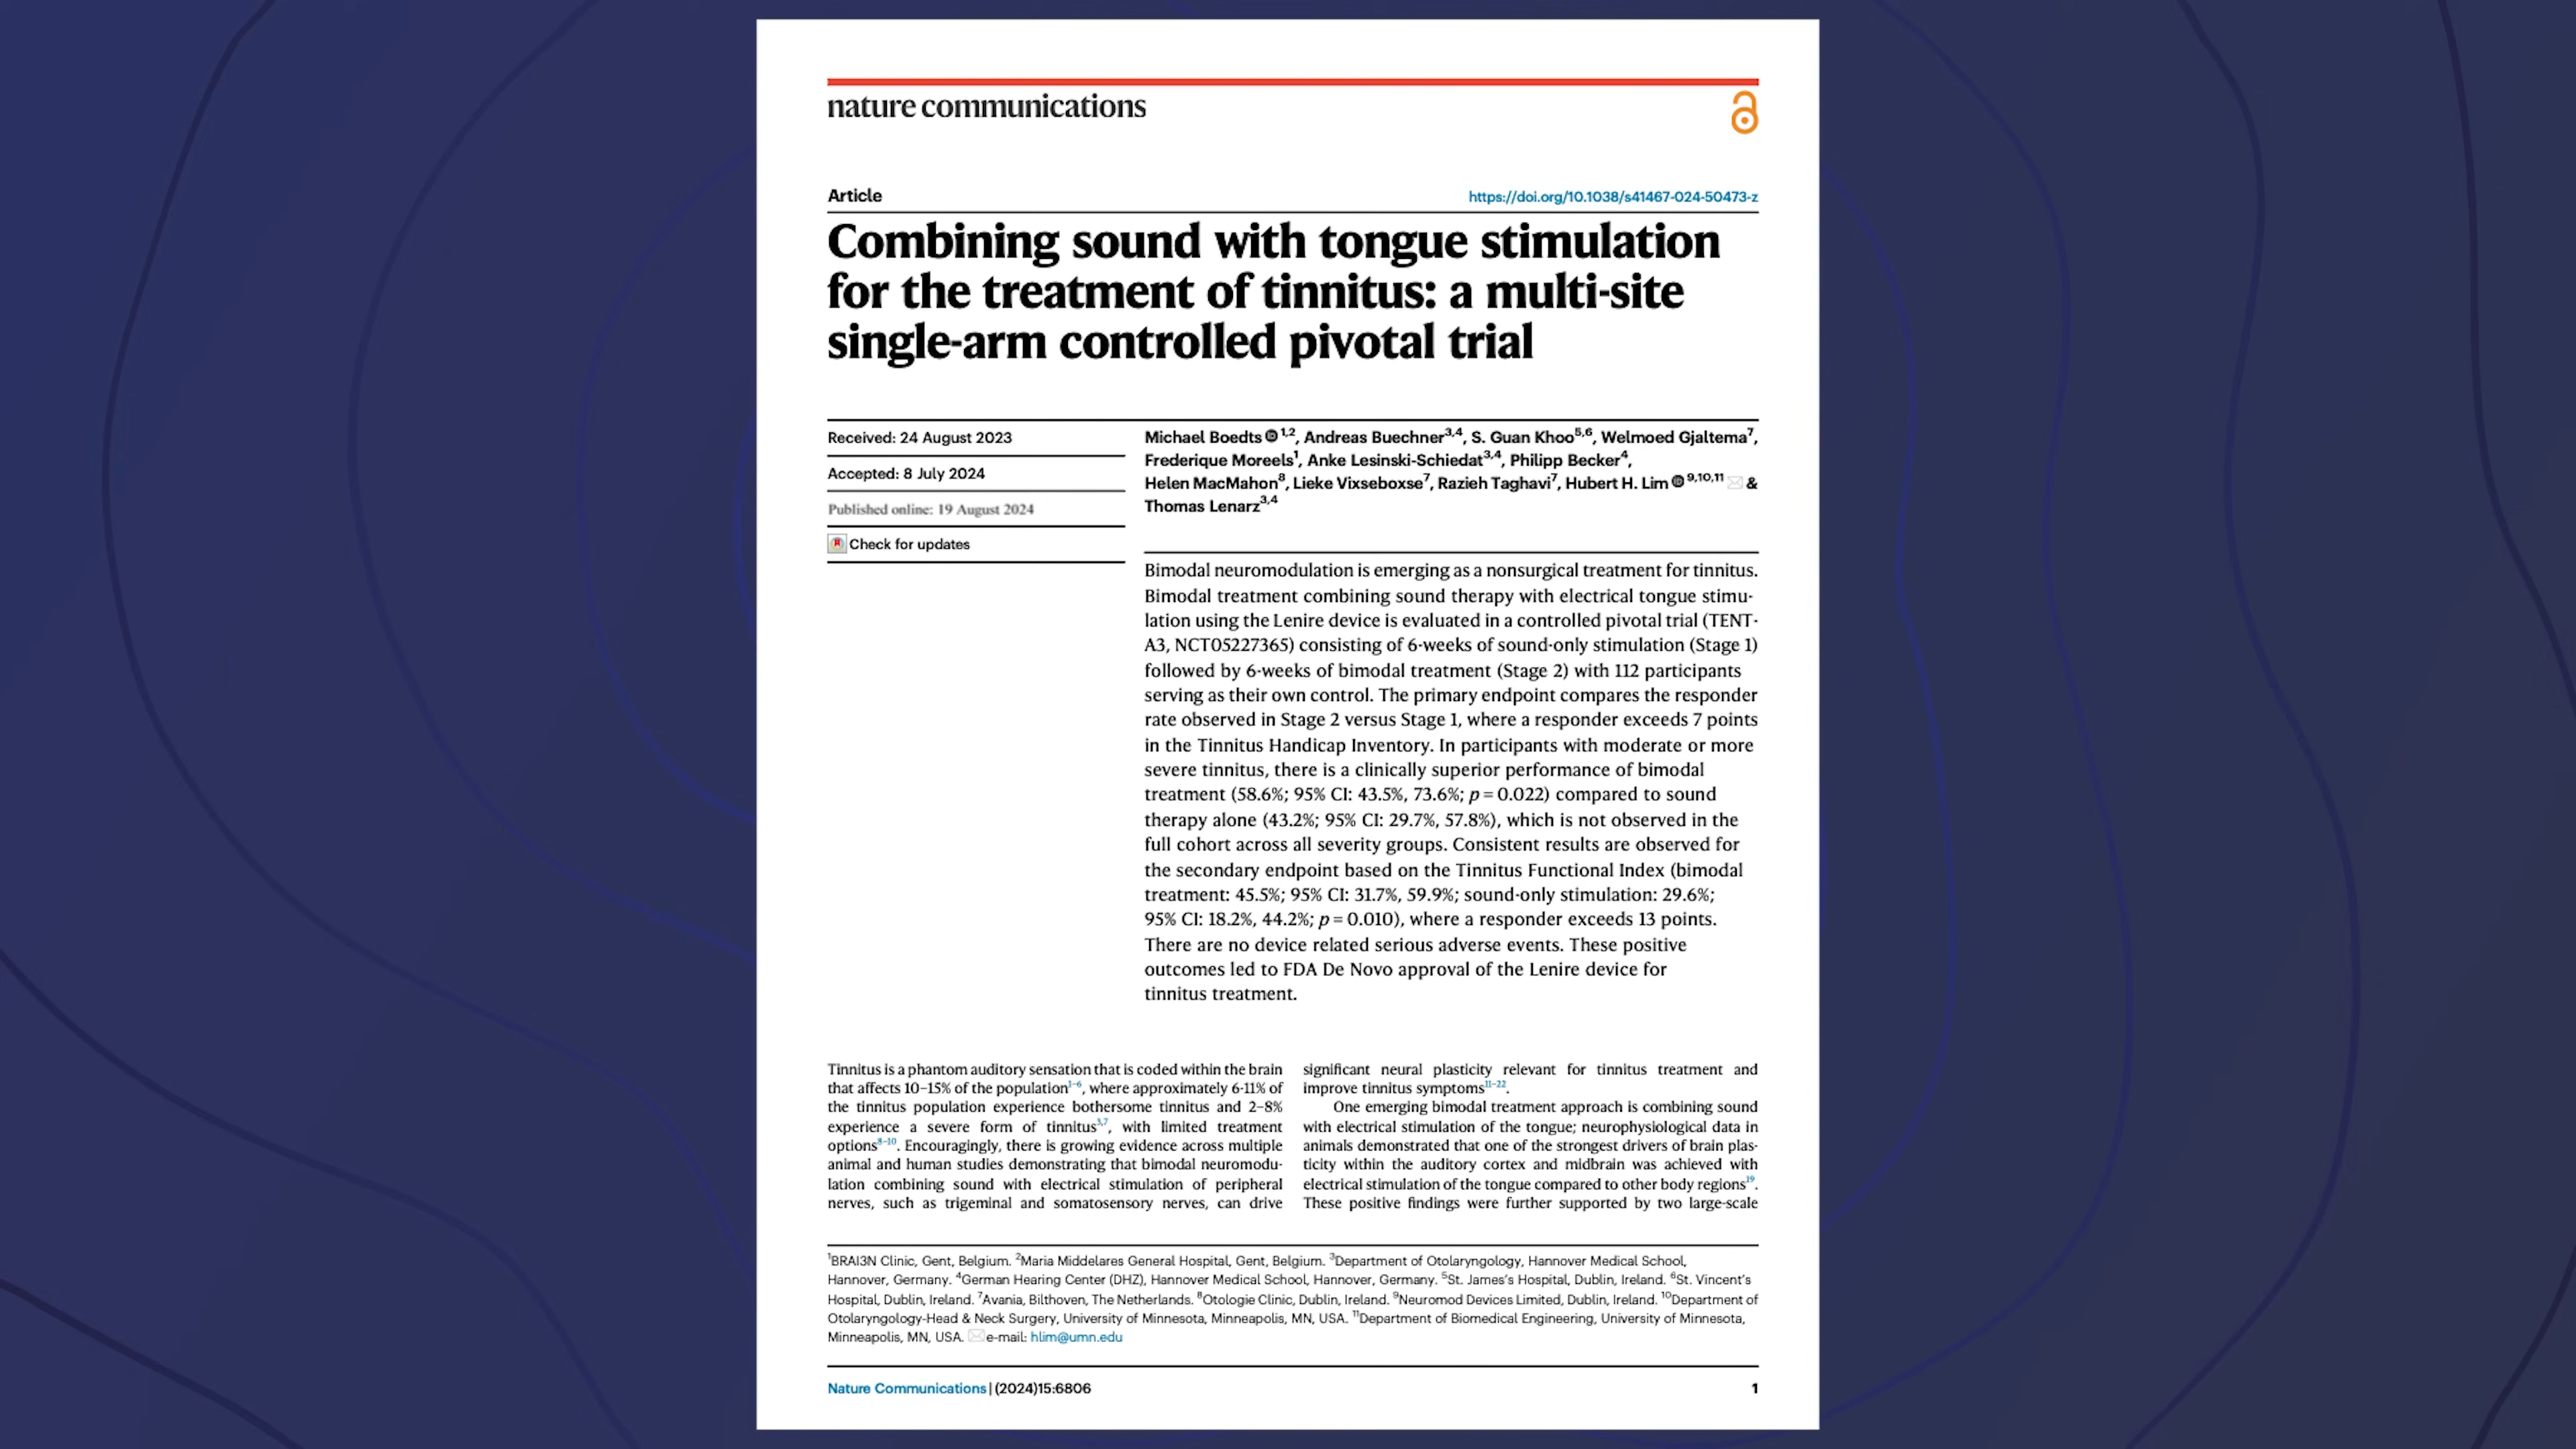 nature communications
Article
https://doi.org/10.1038/s41467-024-50473-z
Combining sound with tongue stimulation
for the treatment of tinnitus: a multi-site
single-arm controlled pivotal trial
Received: 24 August 2023
Accepted: 8 July 2024
Published online: 19 August 2024
Check for updates
Michael Boedts 1,2, Andreas Buechner3,4, S. Guan Khoo5,6, Welmoed Gjaltema7,
Frederique Moreels1, Anke Lesinski-Schiedat3,4, Philipp Becker4,
Helen MacMahon8, Lieke Vixseboxse7, Razieh Taghavi7, Hubert H. Lim 9,10,11 &
Thomas Lenarz3,4
Bimodal neuromodulation is emerging as a nonsurgical treatment for tinnitus.
Bimodal treatment combining sound therapy with electrical tongue stimu-
lation using the Lenire device is evaluated in a controlled pivotal trial (TENT-
A3, NCT05227365) consisting of 6-weeks of sound-only stimulation (Stage 1)
followed by 6-weeks of bimodal treatment (Stage 2) with 112 participants
serving as their own control. The primary endpoint compares the responder
rate observed in Stage 2 versus Stage 1, where a responder exceeds 7 points
in the Tinnitus Handicap Inventory. In participants with moderate or more
severe tinnitus, there is a clinically superior performance of bimodal
treatment (58.6%; 95% CI: 43.5%, 73.6%; p = 0.022) compared to sound
therapy alone (43.2%; 95% CI: 29.7%, 57.8%), which is not observed in the
full cohort across all severity groups. Consistent results are observed for
the secondary endpoint based on the Tinnitus Functional Index (bimodal
treatment: 45.5%; 95% CI: 31.7%, 59.9%; sound-only stimulation: 29.6%;
95% CI: 18.2%, 44.2%; p = 0.010), where a responder exceeds 13 points.
There are no device related serious adverse events. These positive
outcomes led to FDA De Novo approval of the Lenire device for
tinnitus treatment.
Tinnitus is a phantom auditory sensation that is coded within the brain
that affects 10–15% of the population1–6, where approximately 6-11% of
the tinnitus population experience bothersome tinnitus and 2–8%
experience a severe form of tinnitus3,7, with limited treatment
options8–10. Encouragingly, there is growing evidence across multiple
animal and human studies demonstrating that bimodal neuromodu-
lation combining sound with electrical stimulation of peripheral
nerves, such as trigeminal and somatosensory nerves, can drive
significant neural plasticity relevant for tinnitus treatment and
improve tinnitus symptoms11–22.
One emerging bimodal treatment approach is combining sound
with electrical stimulation of the tongue; neurophysiological data in
animals demonstrated that one of the strongest drivers of brain plas-
ticity within the auditory cortex and midbrain was achieved with
electrical stimulation of the tongue compared to other body regions19.
These positive findings were further supported by two large-scale
1BRAI3N Clinic, Gent, Belgium. 2Maria Middelares General Hospital, Gent, Belgium. 3Department of Otolaryngology, Hannover Medical School,
Hannover, Germany. 4German Hearing Center (DHZ), Hannover Medical School, Hannover, Germany. 5St. James's Hospital, Dublin, Ireland. 6St. Vincent's
Hospital, Dublin, Ireland. 7Avania, Bilthoven, The Netherlands. 8Otologie Clinic, Dublin, Ireland. 9Neuromod Devices Limited, Dublin, Ireland. 10Department of
Otolaryngology-Head & Neck Surgery, University of Minnesota, Minneapolis, MN, USA. 11Department of Biomedical Engineering, University of Minnesota,
Minneapolis, MN, USA. e-mail: hlim@umn.edu
Nature Communications | (2024)15:6806
1